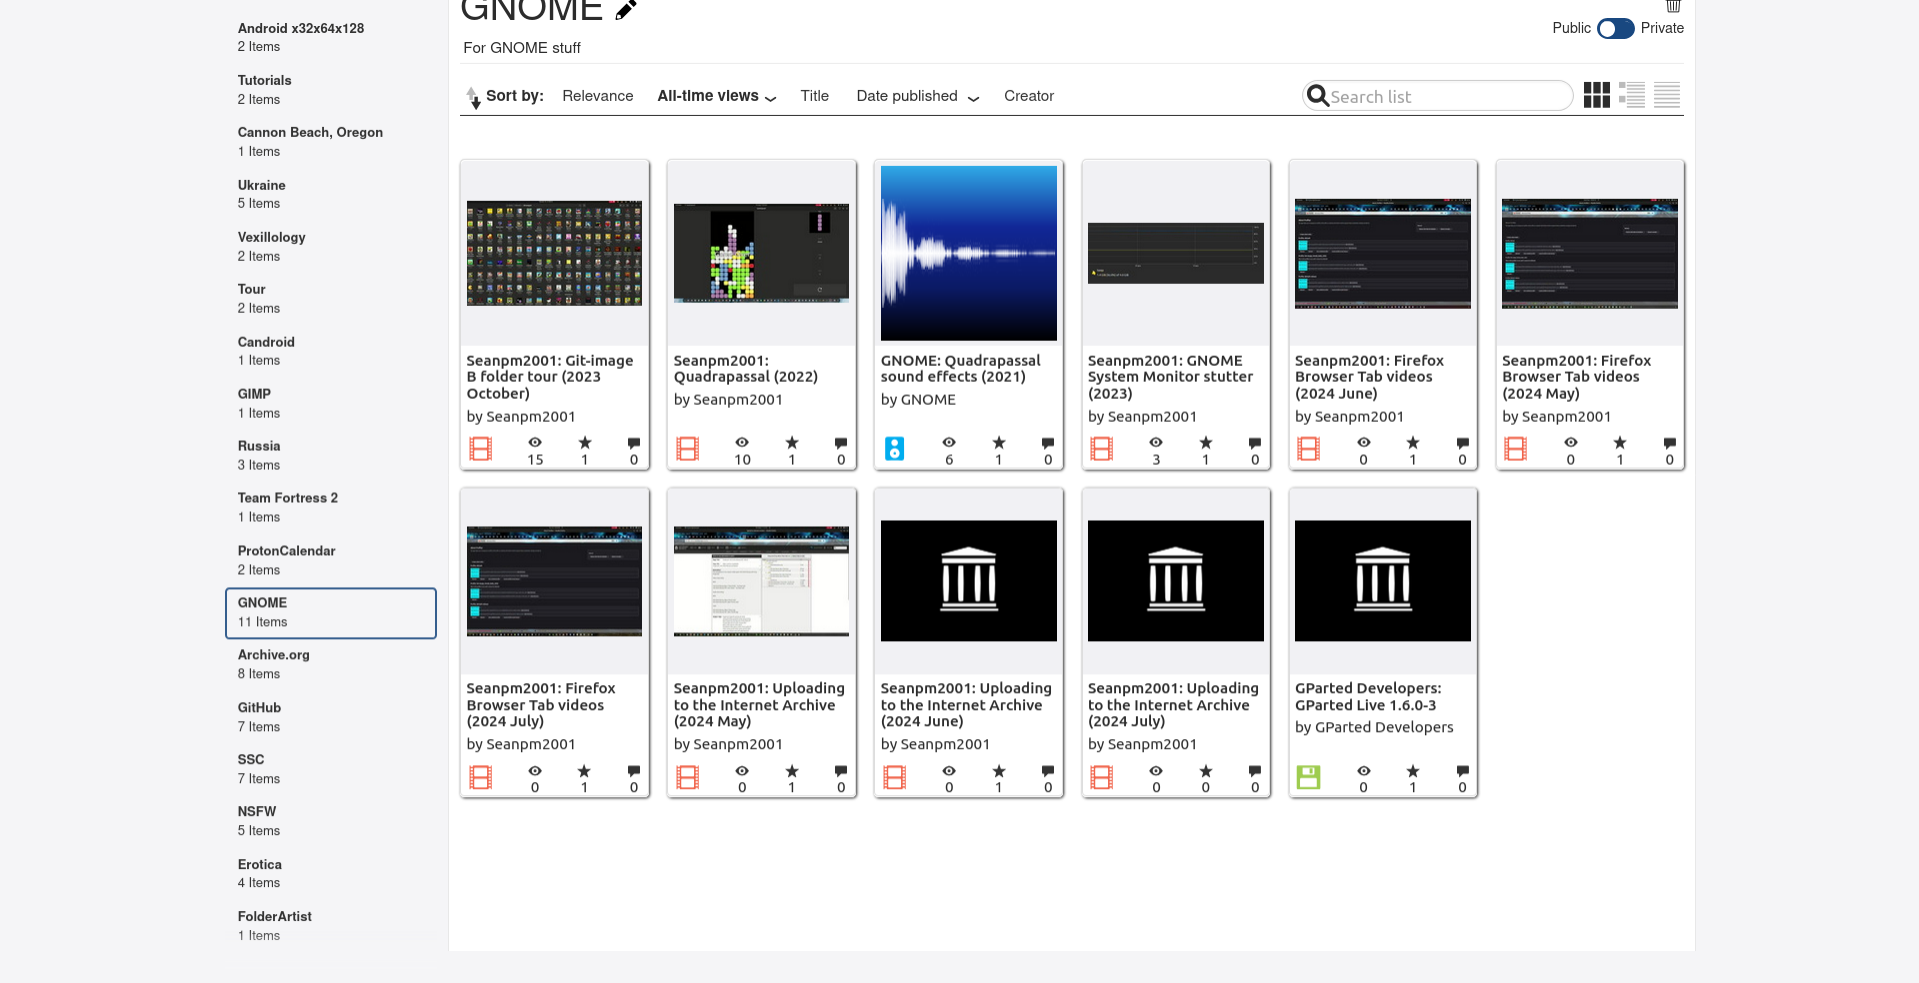 Android x32x64x128
2 Items
Tutorials
2 Items
Cannon Beach, Oregon
1 Items
Ukraine
5 Items
Vexillology
2 Items
Tour
2 Items
Candroid
1 Items
GIMP
1 Items
Russia
3 Items
Team Fortress 2
1 Items
ProtonCalendar
2 Items
GNOME
11 Items
Archive.org
8 Items
GitHub
7 Items
SSC
7 Items
NSFW
5 Items
Erotica
4 Items
FolderArtist
1 Items
GNOME
For GNOME stuff
Public Private
Sort by: Relevance All-time views Title Date published Creator
Search list
Seanpm2001: Git-image
B folder tour (2023
October)
by Seanpm2001
15 1 0
Seanpm2001:
Quadrapassal (2022)
by Seanpm2001
10 1 0
GNOME: Quadrapassal
sound effects (2021)
by GNOME
6 1 0
Seanpm2001: GNOME
System Monitor stutter
(2023)
by Seanpm2001
3 1 0
Seanpm2001: Firefox
Browser Tab videos
(2024 June)
by Seanpm2001
0 1 0
Seanpm2001: Firefox
Browser Tab videos
(2024 May)
by Seanpm2001
0 1 0
Seanpm2001: Firefox
Browser Tab videos
(2024 July)
by Seanpm2001
0 1 0
Seanpm2001: Uploading
to the Internet Archive
(2024 May)
by Seanpm2001
0 1 0
Seanpm2001: Uploading
to the Internet Archive
(2024 June)
by Seanpm2001
0 1 0
Seanpm2001: Uploading
to the Internet Archive
(2024 July)
by Seanpm2001
0 0 0
GParted Developers:
GParted Live 1.6.0-3
by GParted Developers
0 1 0